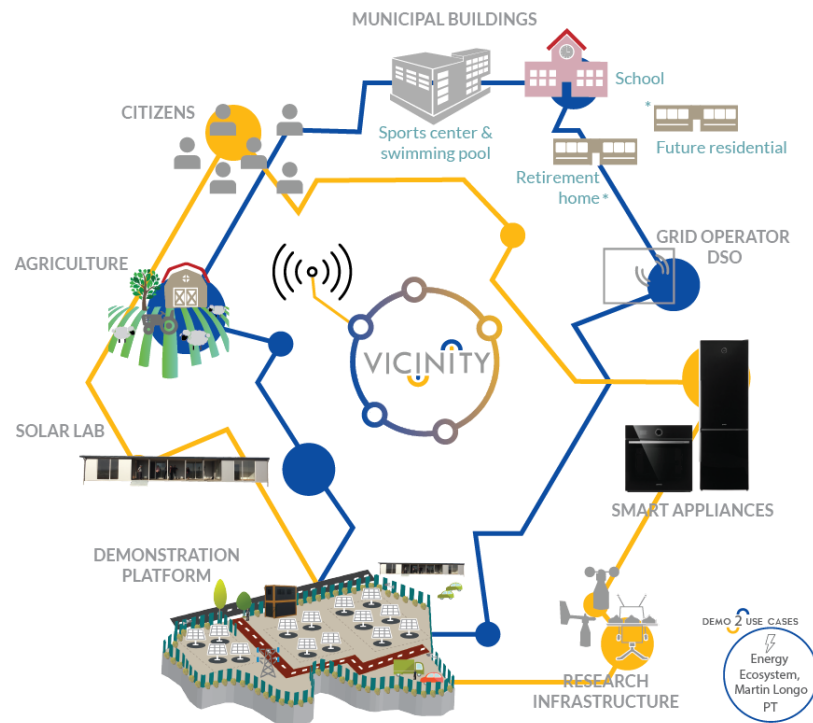 MUNICIPAL BUILDINGS
School
CITIZENS
Sports center &
swimming pool
*
Future residential
Retirement
home *
GRID OPERATOR
DSO
AGRICULTURE
VICINITY
SOLAR LAB
SMART APPLIANCES
DEMONSTRATION
PLATFORM
DEMO 2 USE CASES
Energy
Ecosystem,
Martin Longo
PT
RESEARCH
INFRASTRUCTURE